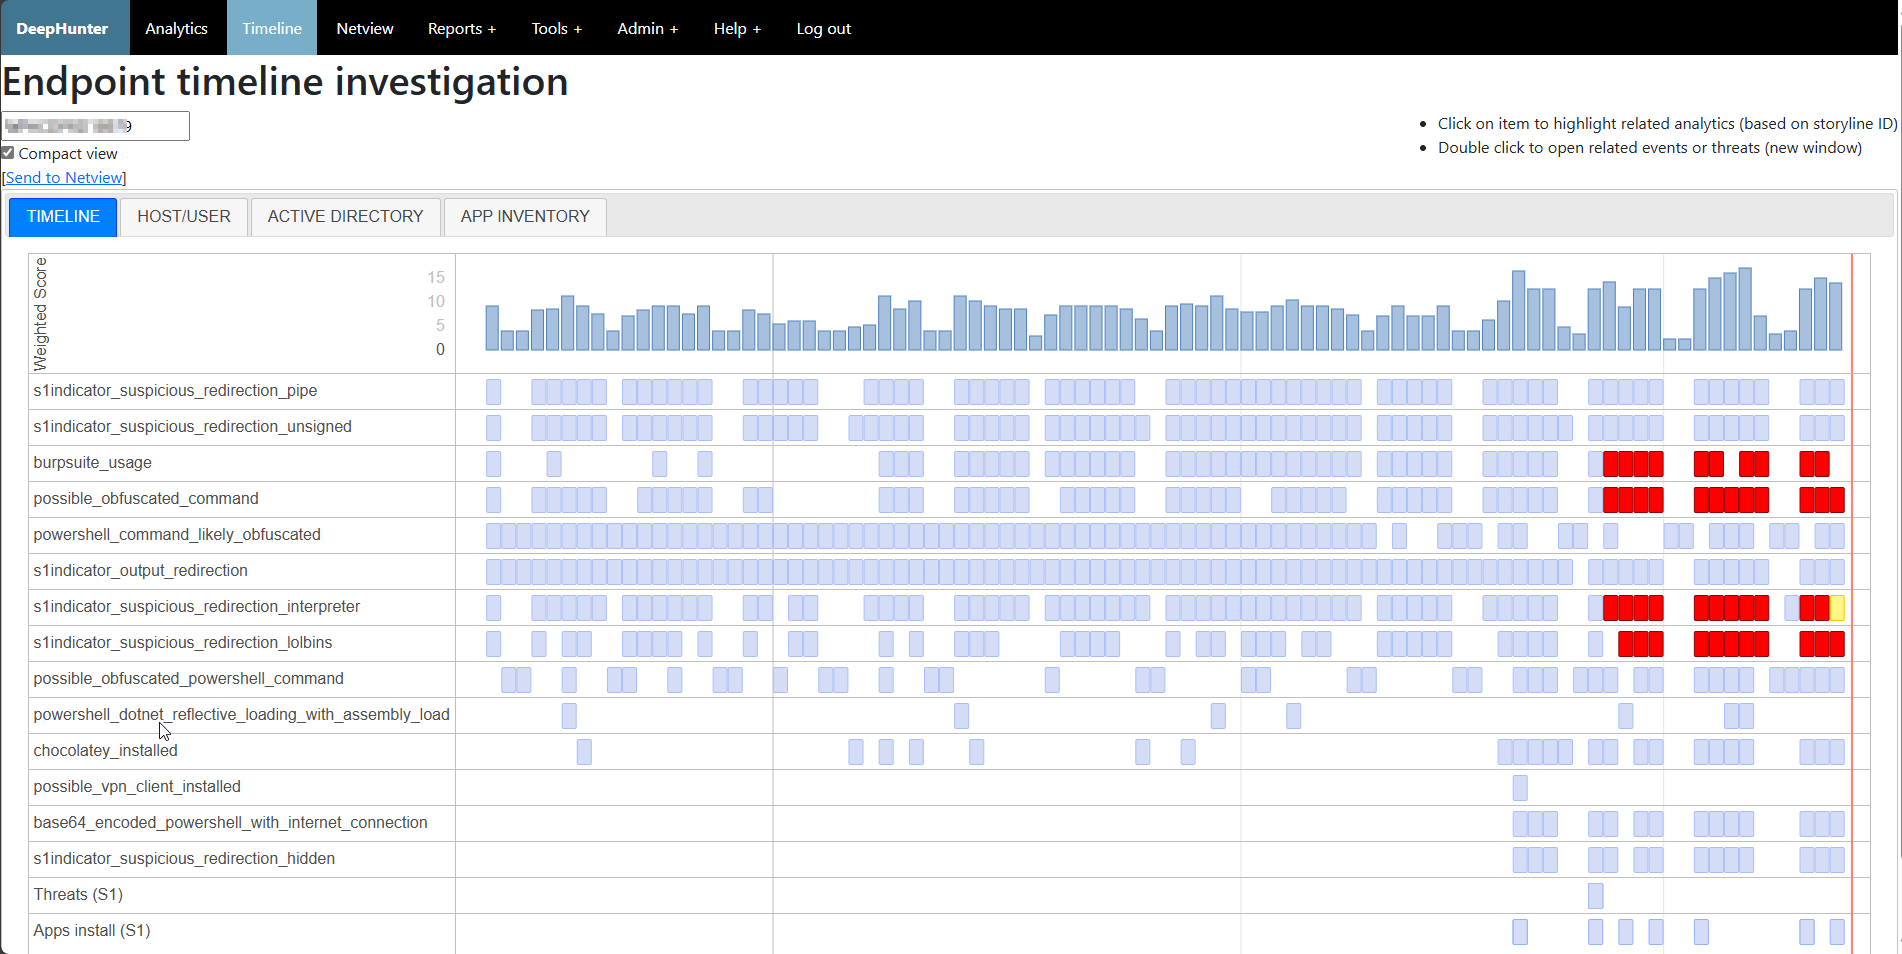 DeepHunter Analytics Timeline Netview Reports + Tools + Admin + Help + Log out
Endpoint timeline investigation
9
Compact view
[Send to Netview]
Click on item to highlight related analytics (based on storyline ID)
Double click to open related events or threats (new window)
TIMELINE HOST/USER ACTIVE DIRECTORY APP INVENTORY
Weighted Score
15
10
5
0
s1indicator_suspicious_redirection_pipe
s1indicator_suspicious_redirection_unsigned
burpsuite_usage
possible_obfuscated_command
powershell_command_likely_obfuscated
s1indicator_output_redirection
s1indicator_suspicious_redirection_interpreter
s1indicator_suspicious_redirection_lolbins
possible_obfuscated_powershell_command
powershell_dotnet_reflective_loading_with_assembly_load
chocolatey_installed
possible_vpn_client_installed
base64_encoded_powershell_with_internet_connection
s1indicator_suspicious_redirection_hidden
Threats (S1)
Apps install (S1)